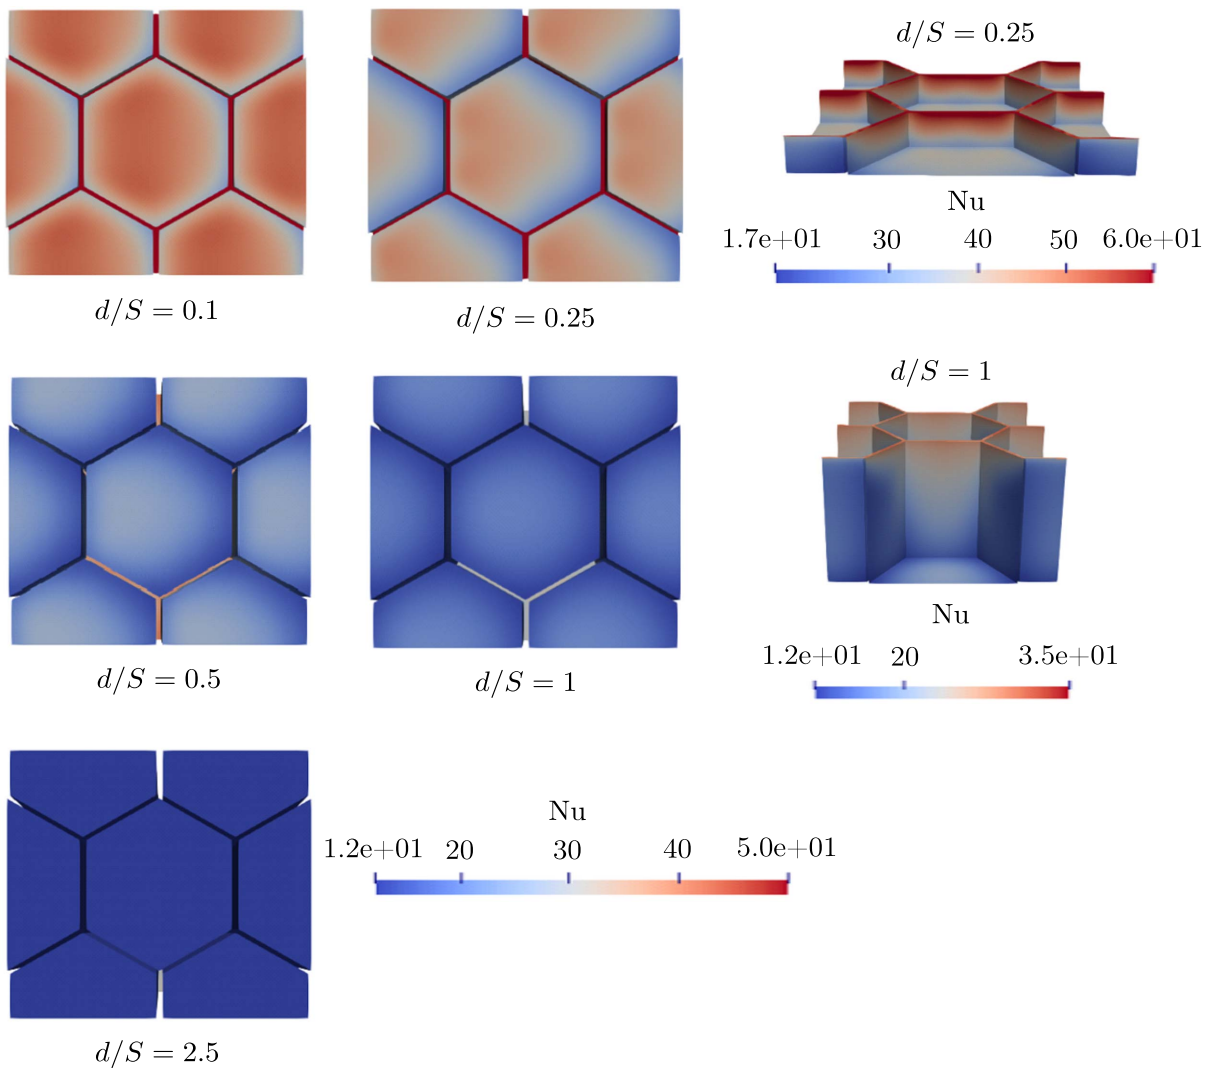 d/S = 0.25
Nu
1.7e+01 30 40 50 6.0e+01
d/S = 0.1
d/S = 0.25
d/S = 1
Nu
1.2e+01 20 3.5e+01
d/S = 0.5
d/S = 1
Nu
1.2e+01 20 30 40 5.0e+01
d/S = 2.5